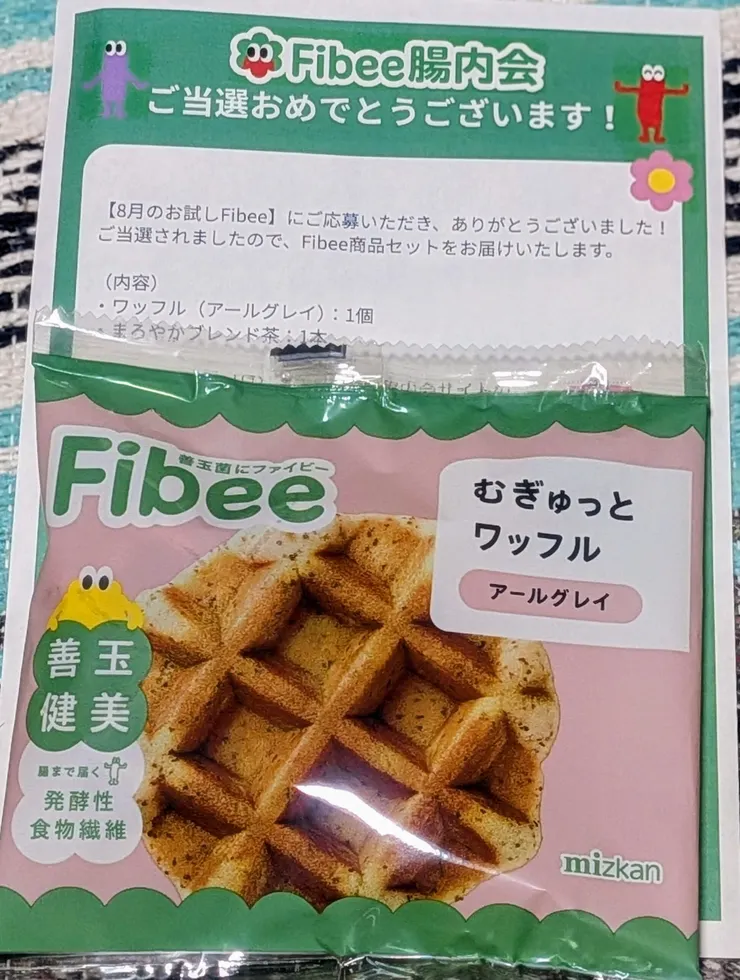 Fibee腸内会
ご当選おめでとうございます！
【8月のお試しFibee】にご応募いただき、ありがとうございました！
ご当選されましたので、Fibee商品セットをお届けいたします。
（内容）
・ワッフル（アールグレイ）：1個
・まろやかブレンド茶：1本
善玉菌にファイビー
Fibee
むぎゅっと
ワッフル
アールグレイ
善玉
健美
腸まで届く
発酵性
食物繊維
mizkan